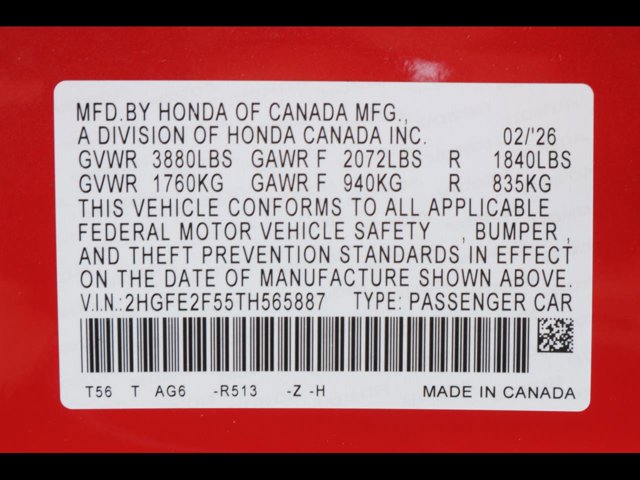 MFD.BY HONDA OF CANADA MFG.,
A DIVISION OF HONDA CANADA INC. 02/'26
GVWR 3880LBS GAWR F 2072LBS R 1840LBS
GVWR 1760KG GAWR F 940KG R 835KG
THIS VEHICLE CONFORMS TO ALL APPLICABLE
FEDERAL MOTOR VEHICLE SAFETY , BUMPER ,
AND THEFT PREVENTION STANDARDS IN EFFECT
ON THE DATE OF MANUFACTURE SHOWN ABOVE.
V.I.N.:2HGFE2F55TH565887 TYPE: PASSENGER CAR
T56 T AG6 -R513 -Z -H MADE IN CANADA